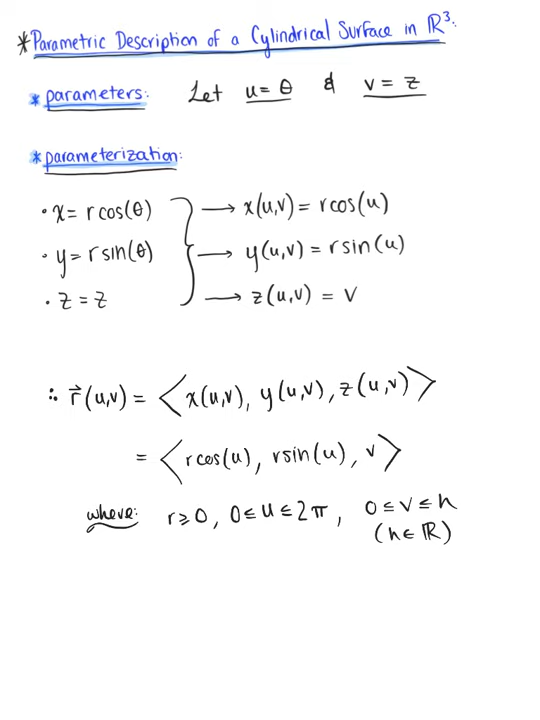 *Parametric Description of a Cylindrical Surface in ℝ³:
* parameters: Let u = θ & v = z
* parameterization:
• x = r cos(θ) → x(u,v) = r cos(u)
• y = r sin(θ) → y(u,v) = r sin(u)
• z = z → z(u,v) = v
∴ r⃗(u,v) = ⟨x(u,v), y(u,v), z(u,v)⟩
= ⟨r cos(u), r sin(u), v⟩
where: r ≥ 0, 0 ≤ u ≤ 2π, 0 ≤ v ≤ h
(h ∈ ℝ)